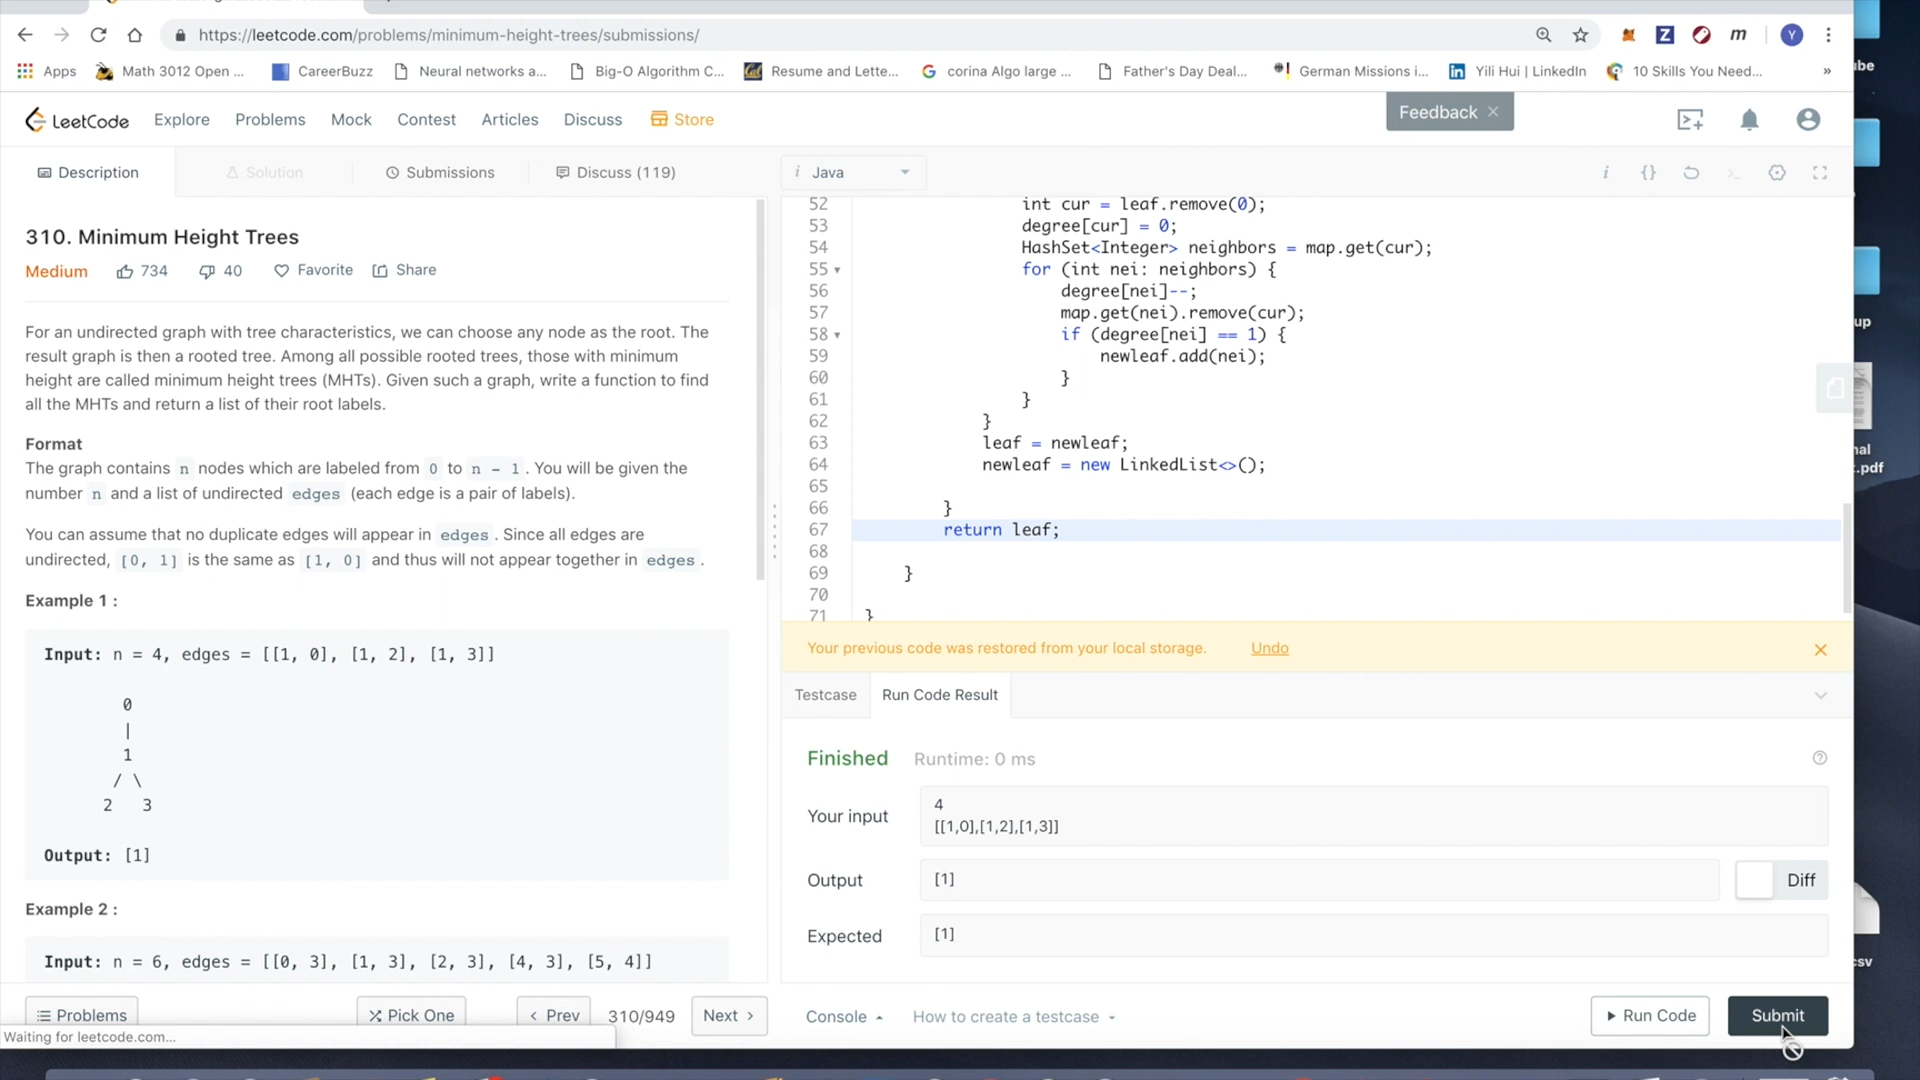 https://leetcode.com/problems/minimum-height-trees/submissions/
Z m Y
Apps Math 3012 Open ... CareerBuzz Neural networks a... Big-O Algorithm C... Resume and Lette... corina Algo large ... Father's Day Deal... German Missions i... Yili Hui | LinkedIn 10 Skills You Need... »
LeetCode Explore Problems Mock Contest Articles Discuss Store Feedback ×
Description Solution Submissions Discuss (119)
310. Minimum Height Trees
Medium 734 40 Favorite Share
For an undirected graph with tree characteristics, we can choose any node as the root. The
result graph is then a rooted tree. Among all possible rooted trees, those with minimum
height are called minimum height trees (MHTs). Given such a graph, write a function to find
all the MHTs and return a list of their root labels.
Format
The graph contains n nodes which are labeled from 0 to n - 1. You will be given the
number n and a list of undirected edges (each edge is a pair of labels).
You can assume that no duplicate edges will appear in edges. Since all edges are
undirected, [0, 1] is the same as [1, 0] and thus will not appear together in edges.
Example 1 :
Input: n = 4, edges = [[1, 0], [1, 2], [1, 3]]
0
|
1
/ \
2 3
Output: [1]
Example 2 :
Input: n = 6, edges = [[0, 3], [1, 3], [2, 3], [4, 3], [5, 4]]
Problems Pick One < Prev 310/949 Next >
Waiting for leetcode.com...
i Java i {}
52 int cur = leaf.remove(0);
53 degree[cur] = 0;
54 HashSet<Integer> neighbors = map.get(cur);
55 for (int nei: neighbors) {
56 degree[nei]--;
57 map.get(nei).remove(cur);
58 if (degree[nei] == 1) {
59 newleaf.add(nei);
60 }
61 }
62 }
63 leaf = newleaf;
64 newleaf = new LinkedList<>();
65
66 }
67 return leaf;
68
69 }
70
71 }
Your previous code was restored from your local storage. Undo
Testcase Run Code Result
Finished Runtime: 0 ms
Your input
4
[[1,0],[1,2],[1,3]]
Output [1] Diff
Expected [1]
Console How to create a testcase Run Code Submit
be
up
nal
.pdf
csv